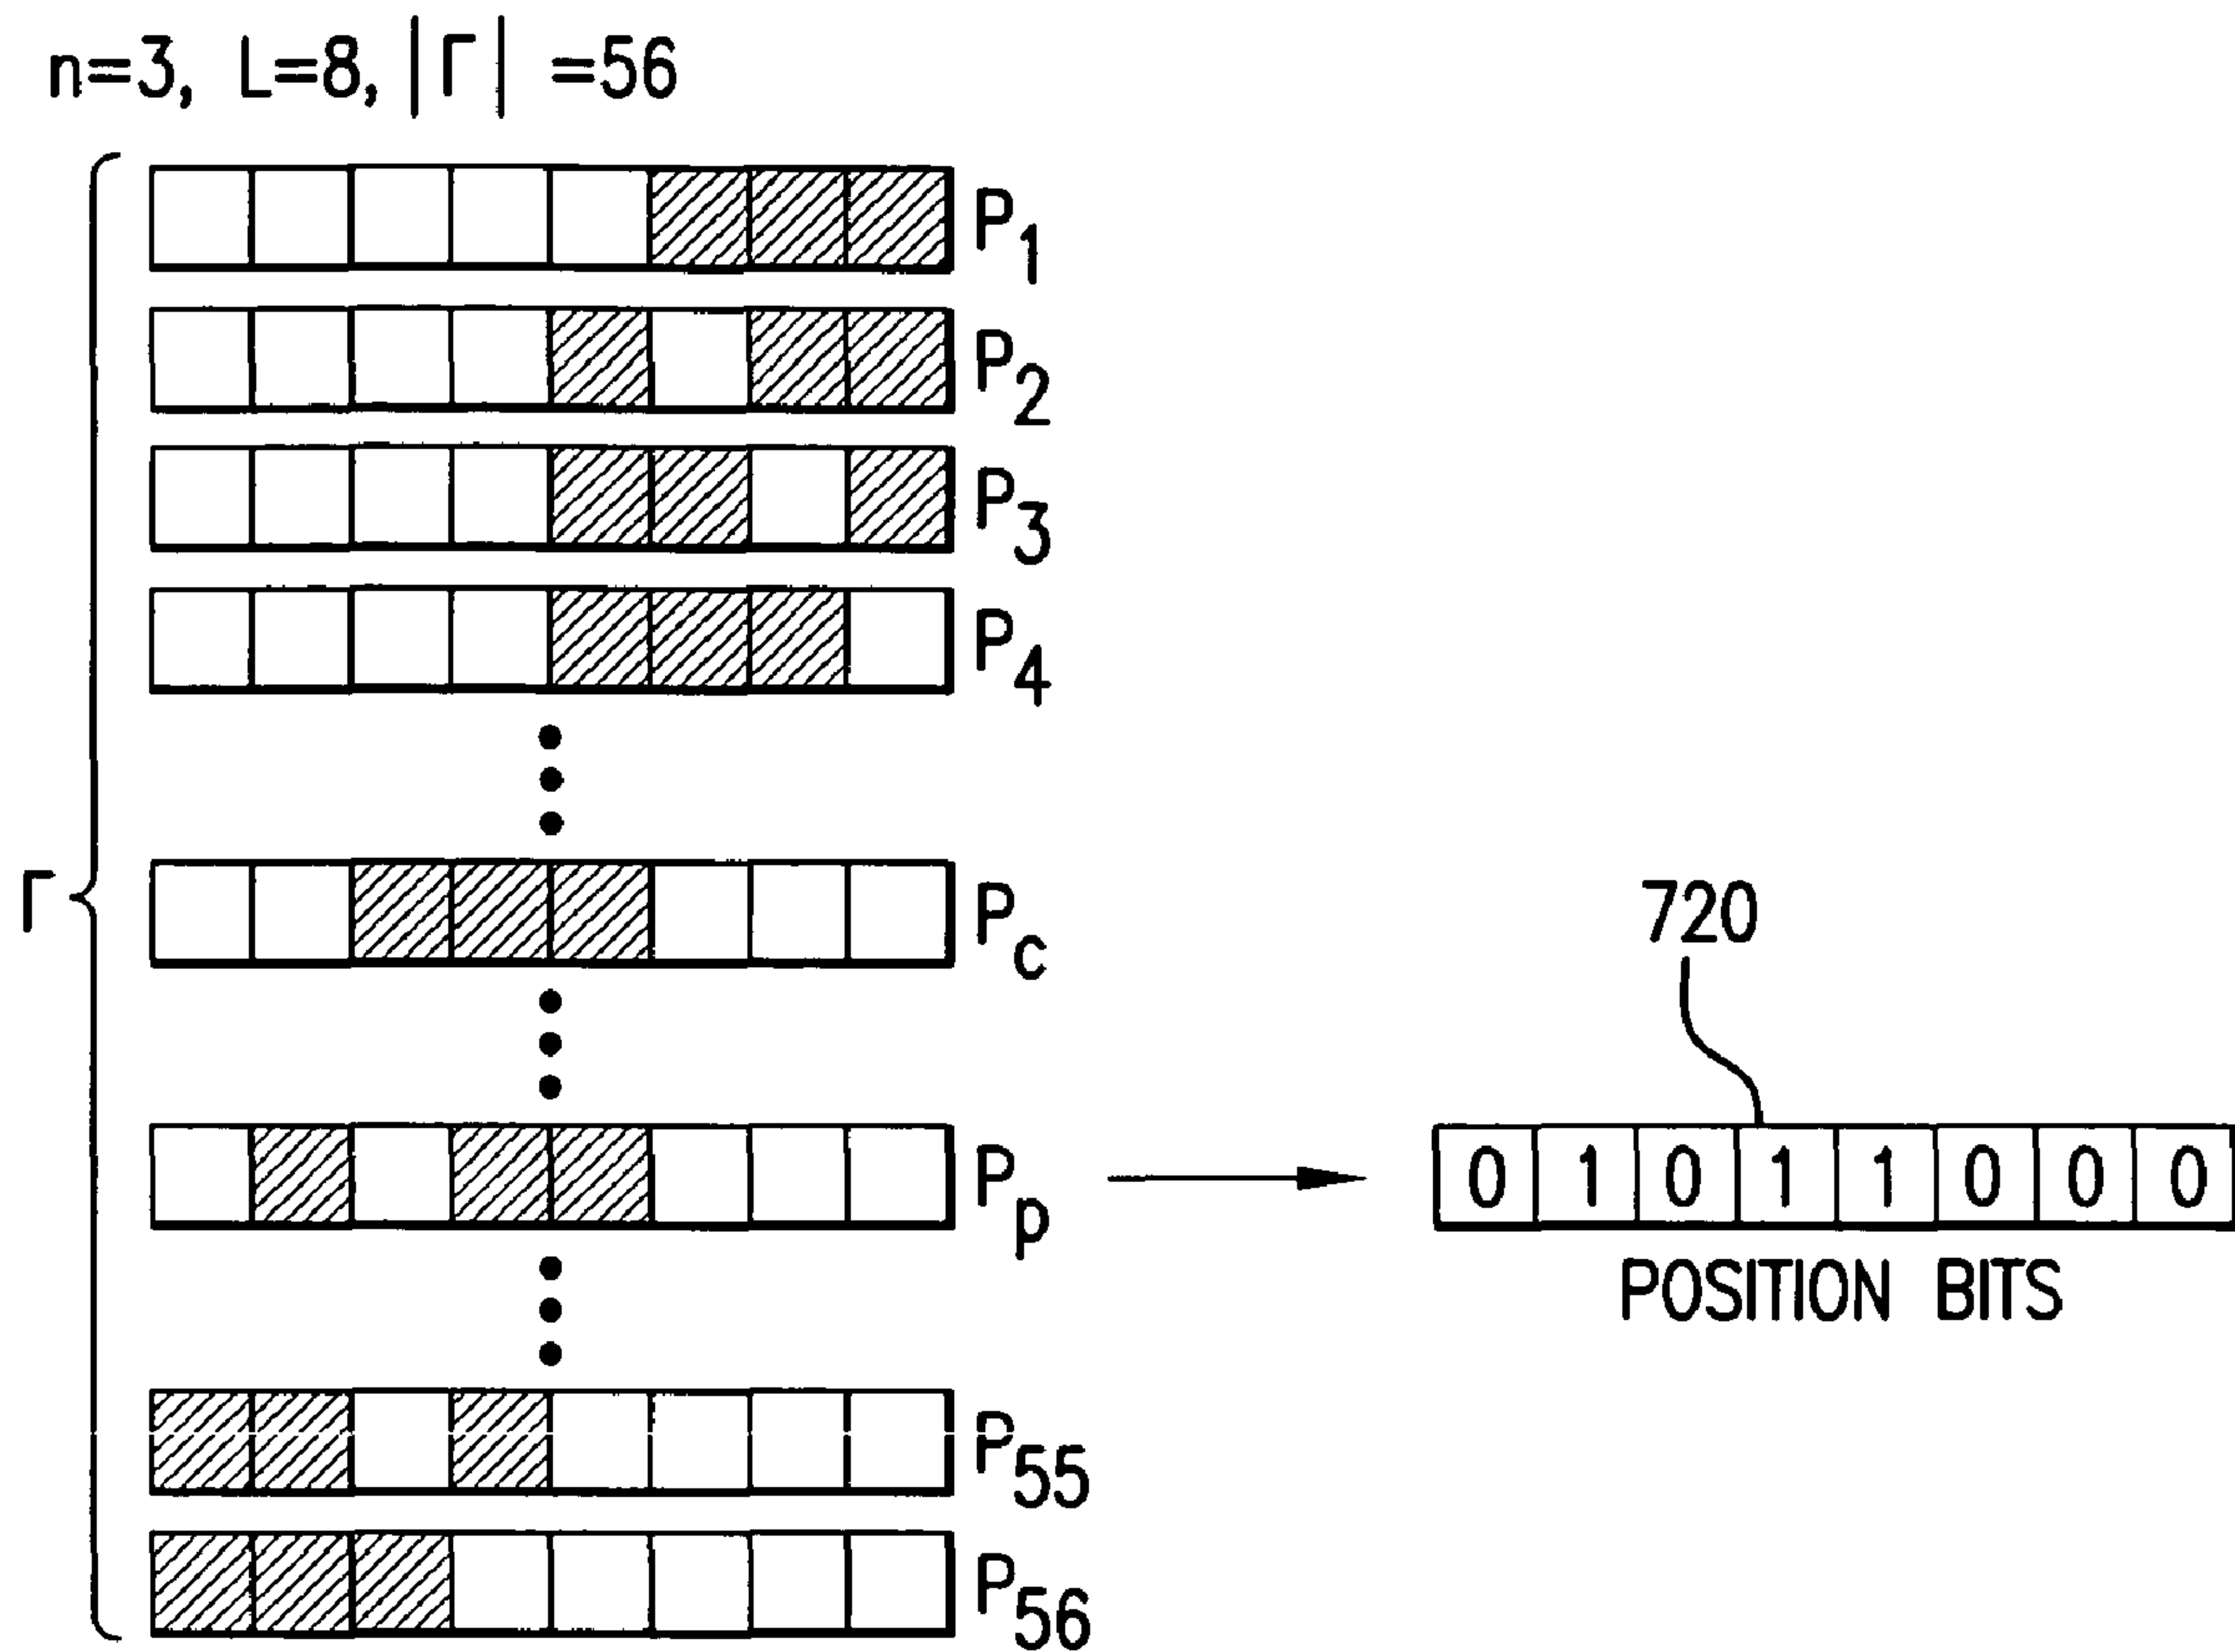 n=3, L=8, |Γ| =56
P1
P2
P3
P4
Γ
Pc
720
Pp
0 1 0 1 1 0 0 0
POSITION BITS
P55
P56